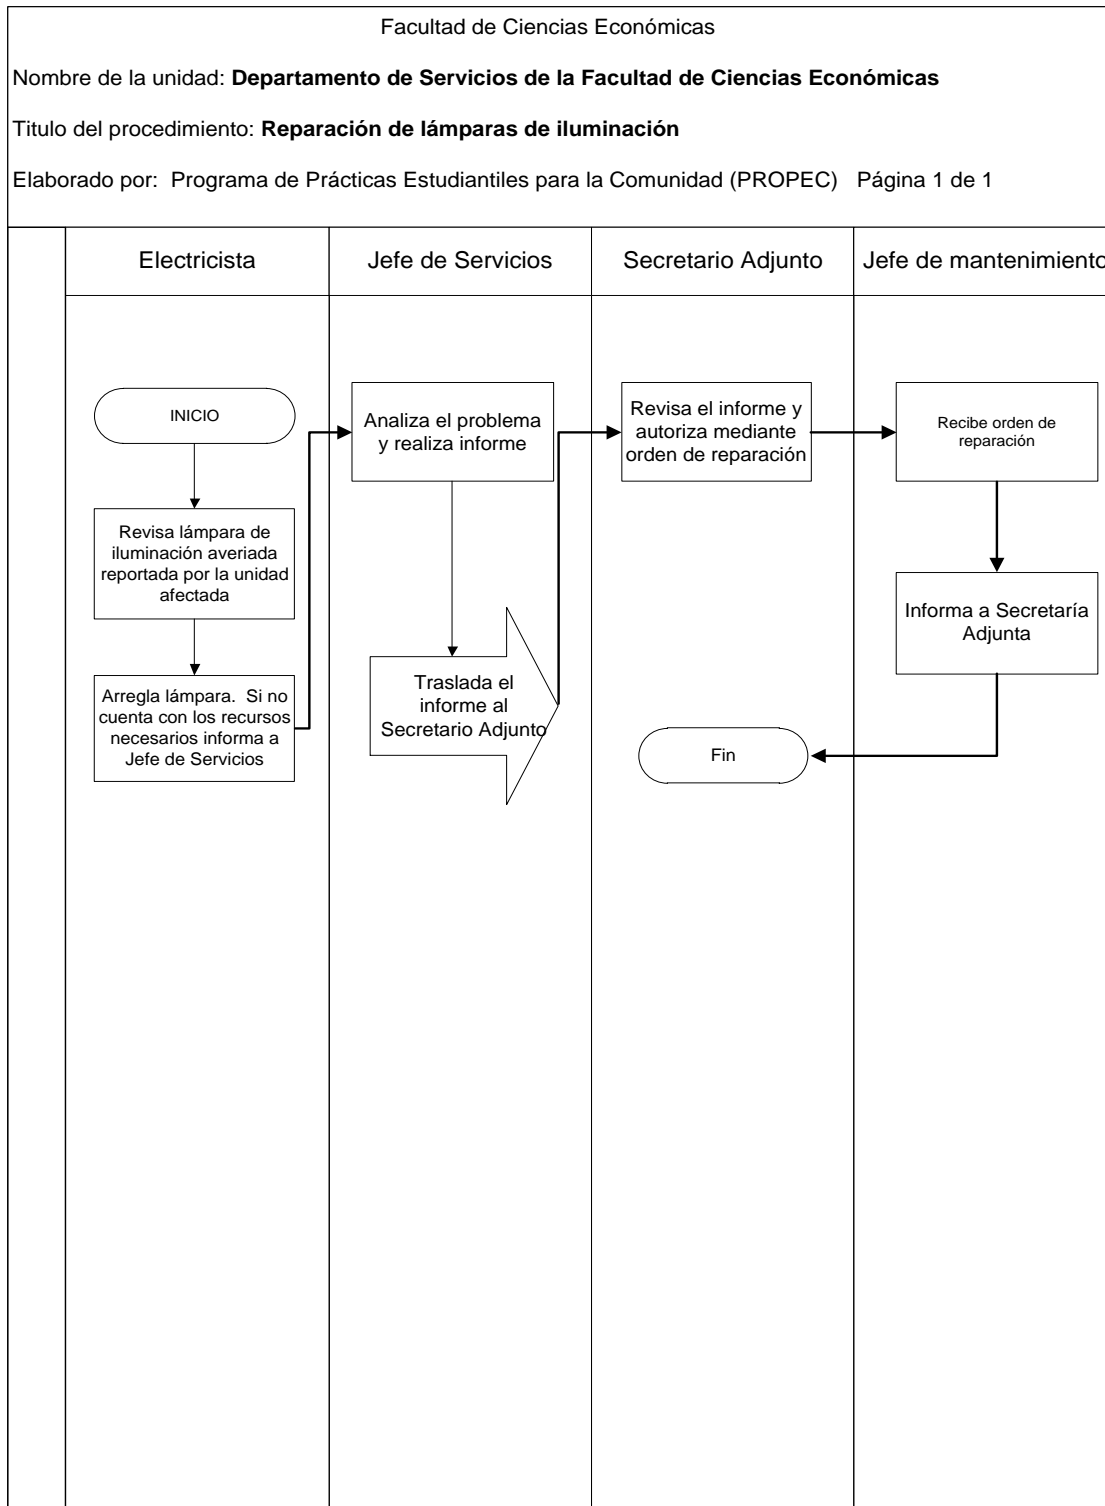 Facultad de Ciencias Económicas
Nombre de la unidad: Departamento de Servicios de la Facultad de Ciencias Económicas
Titulo del procedimiento: Reparación de lámparas de iluminación
Elaborado por:  Programa de Prácticas Estudiantiles para la Comunidad (PROPEC)   Página 1 de 1
Electricista
Jefe de Servicios
Secretario Adjunto
Jefe de mantenimiento
INICIO
Revisa lámpara de
iluminación averiada
reportada por la unidad
afectada
Arregla lámpara.  Si no
cuenta con los recursos
necesarios informa a
Jefe de Servicios
Analiza el problema
y realiza informe
Traslada el
informe al
Secretario Adjunto
Revisa el informe y
autoriza mediante
orden de reparación
Recibe orden de
reparación
Informa a Secretaría
Adjunta
Fin